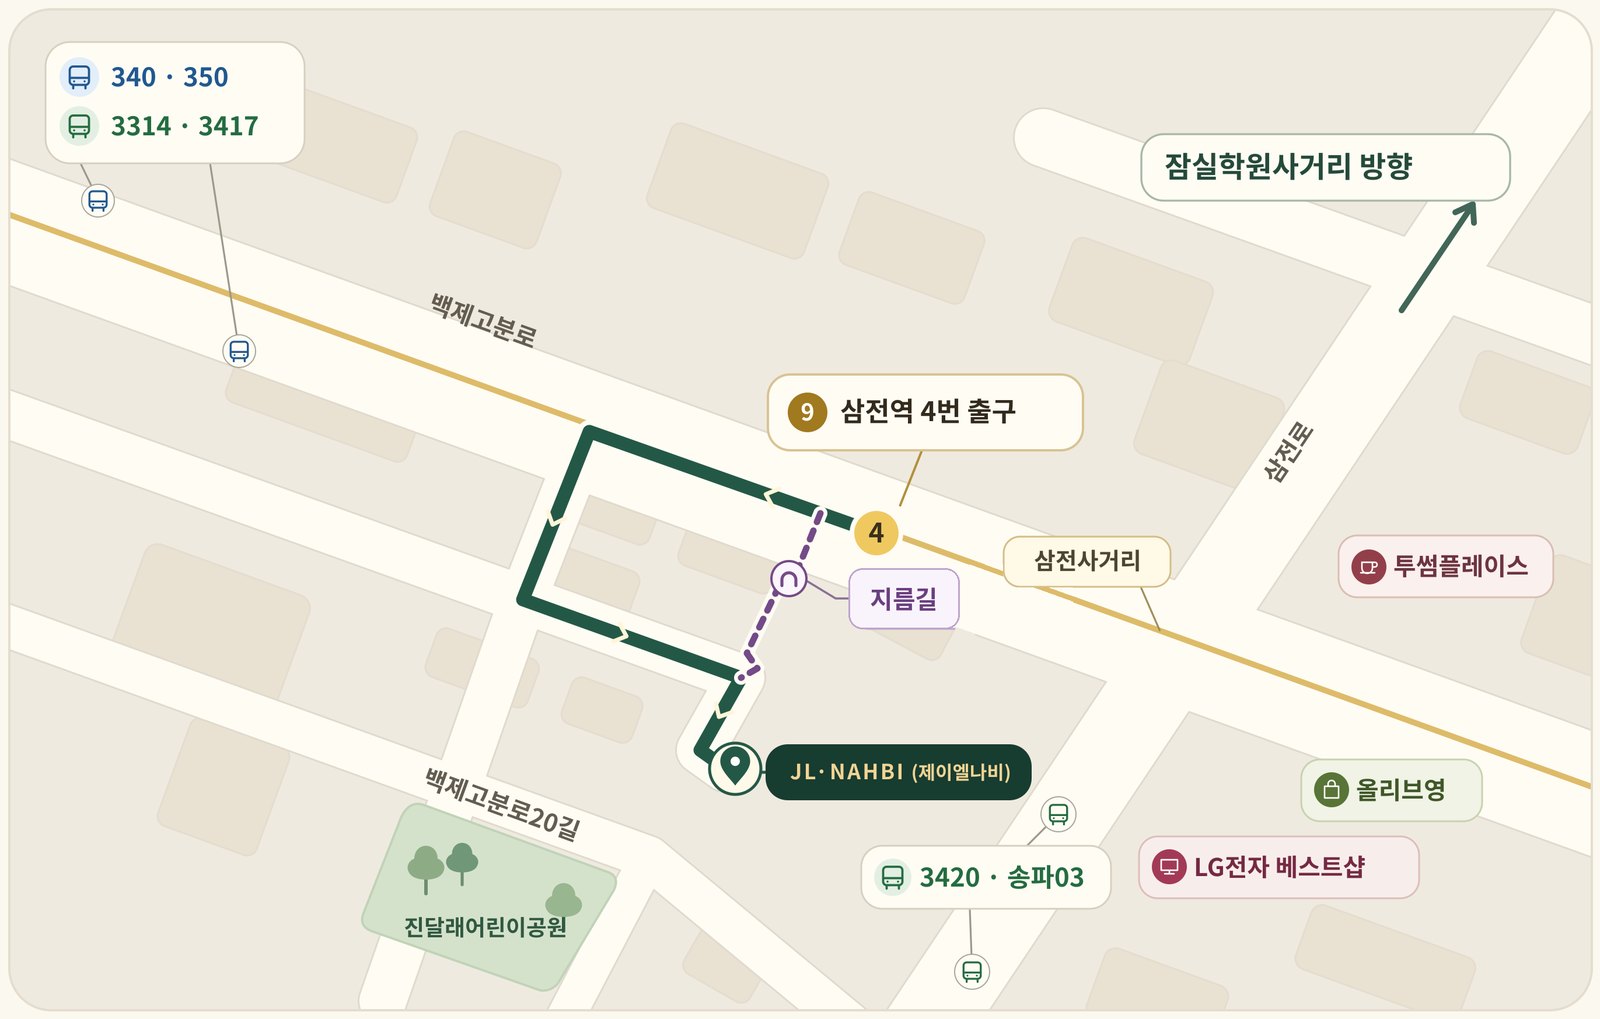 340 · 350
3314 · 3417
잠실학원사거리 방향
백제고분로
9 삼전역 4번 출구
삼전로
4
삼전사거리
투썸플레이스
지름길
JL·NAHBI (제이엘나비)
백제고분로20길
올리브영
3420 · 송파03
LG전자 베스트샵
진달래어린이공원